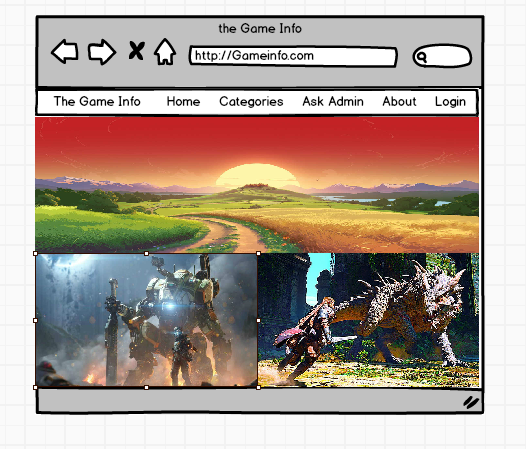 the Game Info
http://Gameinfo.com
The Game Info Home Categories Ask Admin About Login